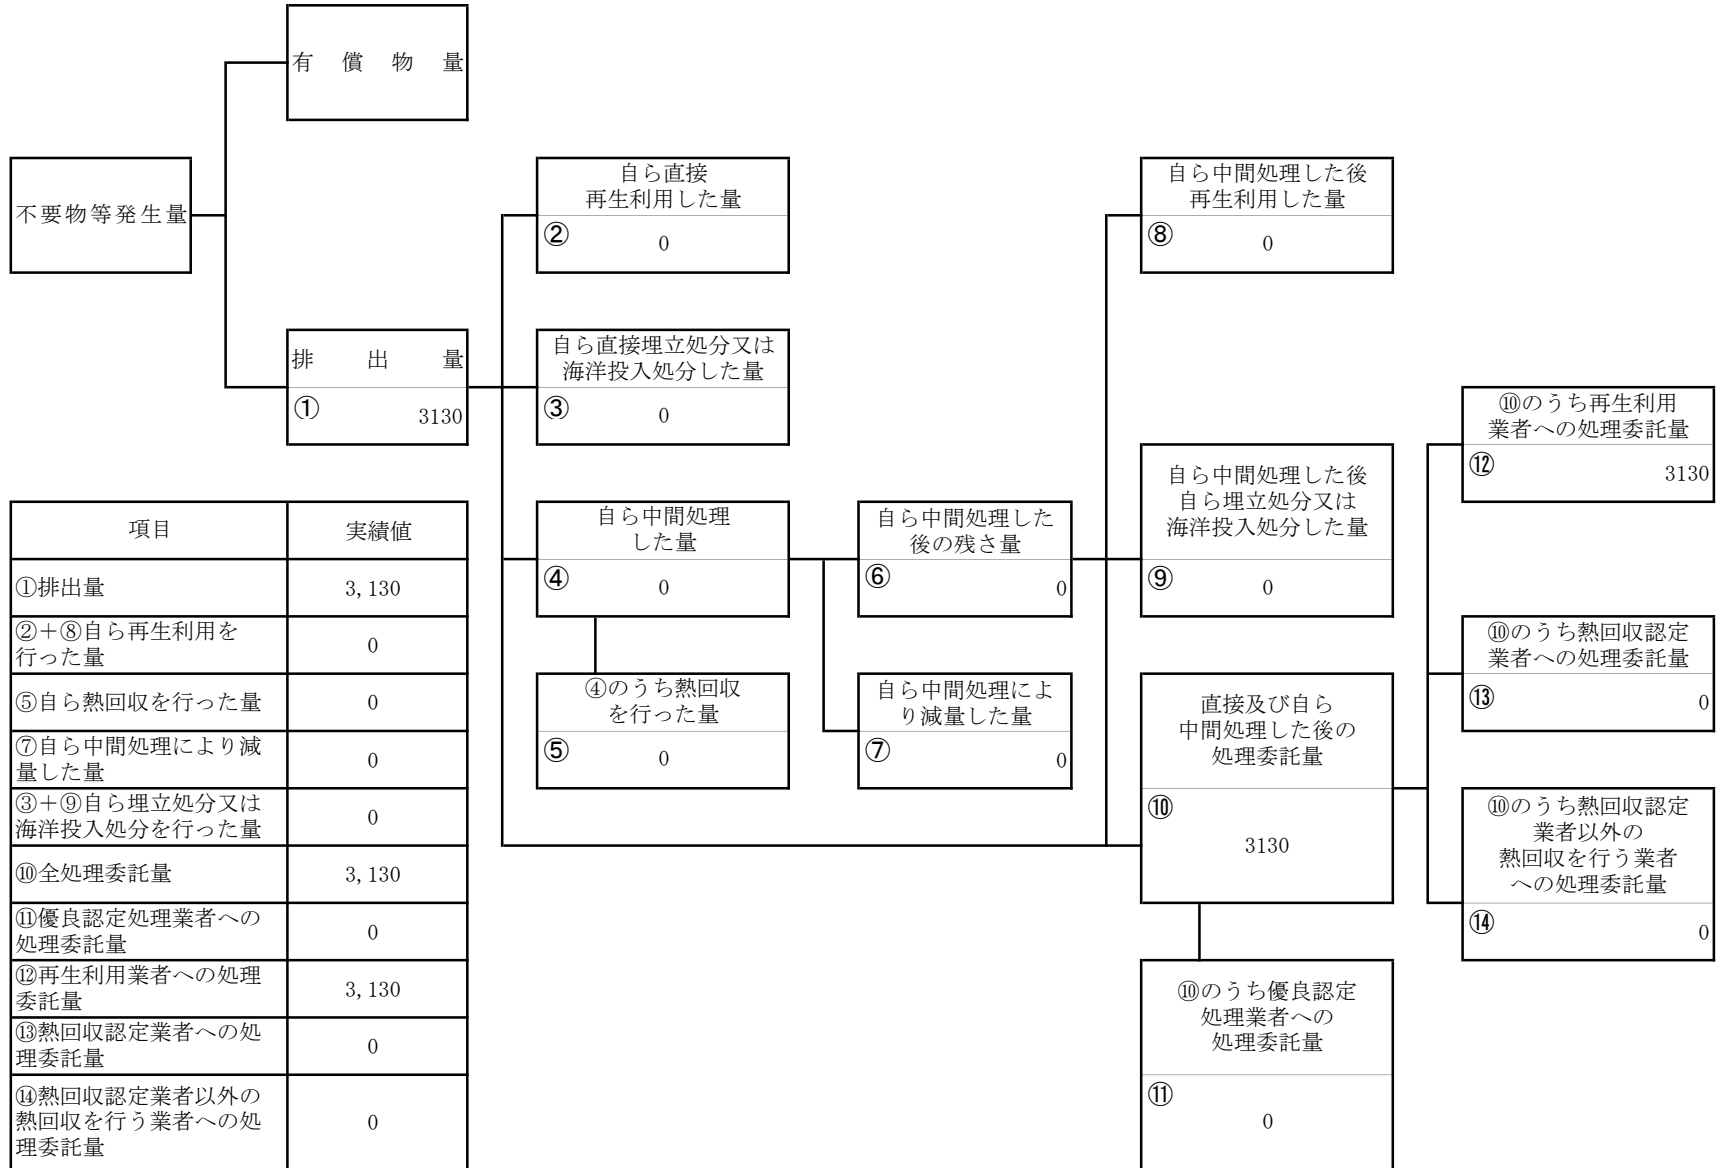 有償物量
不要物等発生量
排出量
① 3130
自ら直接
再生利用した量
② 0
自ら直接埋立処分又は
海洋投入処分した量
③ 0
自ら中間処理
した量
④ 0
④のうち熱回収
を行った量
⑤ 0
自ら中間処理した
後の残さ量
⑥ 0
自ら中間処理によ
り減量した量
⑦ 0
自ら中間処理した後
再生利用した量
⑧ 0
自ら中間処理した後
自ら埋立処分又は
海洋投入処分した量
⑨ 0
直接及び自ら
中間処理した後の
処理委託量
⑩
3130
⑩のうち優良認定
処理業者への
処理委託量
⑪
0
⑩のうち再生利用
業者への処理委託量
⑫ 3130
⑩のうち熱回収認定
業者への処理委託量
⑬ 0
⑩のうち熱回収認定
業者以外の
熱回収を行う業者
への処理委託量
⑭ 0
項目 実績値
①排出量 3,130
②+⑧自ら再生利用を
行った量 0
⑤自ら熱回収を行った量 0
⑦自ら中間処理により減
量した量 0
③+⑨自ら埋立処分又は
海洋投入処分を行った量 0
⑩全処理委託量 3,130
⑪優良認定処理業者への
処理委託量 0
⑫再生利用業者への処理
委託量 3,130
⑬熱回収認定業者への処
理委託量 0
⑭熱回収認定業者以外の
熱回収を行う業者への処
理委託量 0